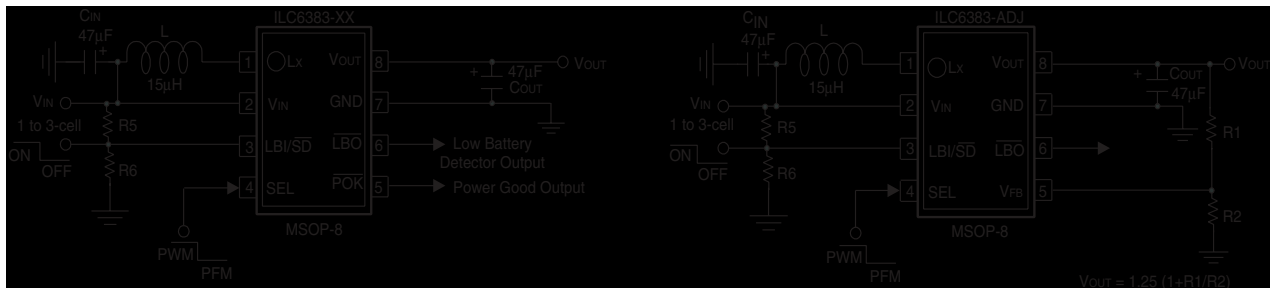 ILC6383-XX
CIN
47µF
+
L
15µH
1
LX
VOUT
8
VOUT
+
47µF
COUT
VIN
2
VIN
GND
7
1 to 3-cell
R5
3
LBI/SD
LBO
6
Low Battery
Detector Output
ON
OFF
R6
4
SEL
POK
5
Power Good Output
MSOP-8
PWM
PFM
ILC6383-ADJ
CIN
47µF
+
L
15µH
1
LX
VOUT
8
VOUT
+
COUT
47µF
VIN
2
VIN
GND
7
1 to 3-cell
R5
R1
3
LBI/SD
LBO
6
ON
OFF
R6
4
SEL
VFB
5
R2
MSOP-8
PWM
PFM
VOUT = 1.25 (1+R1/R2)